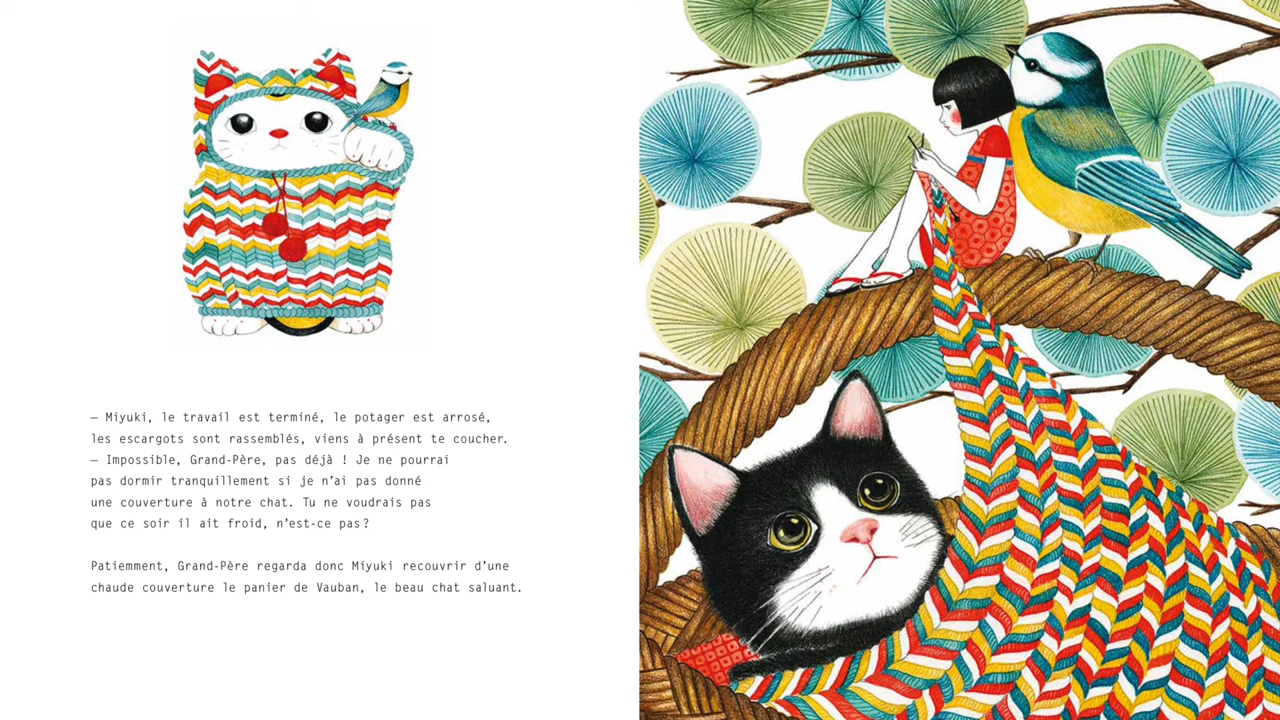 — Miyuki, le travail est terminé, le potager est arrosé,
les escargots sont rassemblés, viens à présent te coucher.
— Impossible, Grand-Père, pas déjà ! Je ne pourrai
pas dormir tranquillement si je n'ai pas donné
une couverture à notre chat. Tu ne voudrais pas
que ce soir il ait froid, n'est-ce pas ?
Patiemment, Grand-Père regarda donc Miyuki recouvrir d'une
chaude couverture le panier de Vauban, le beau chat saluant.